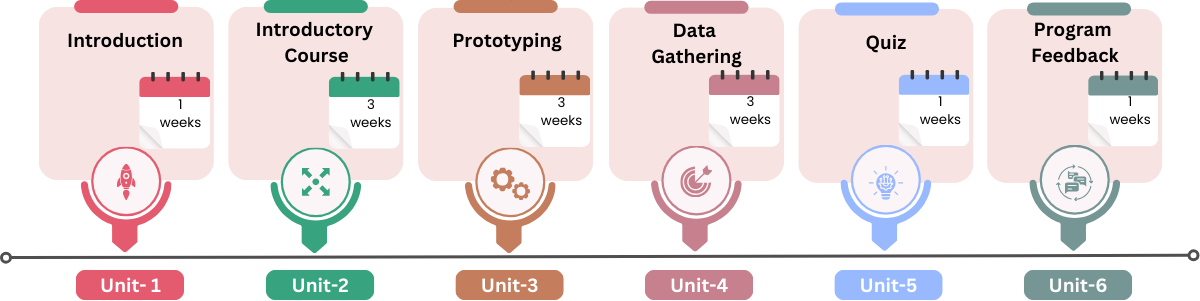 Introduction
1
weeks
Unit- 1
Introductory
Course
3
weeks
Unit-2
Prototyping
3
weeks
Unit-3
Data
Gathering
3
weeks
Unit-4
Quiz
1
weeks
Unit-5
Program
Feedback
1
weeks
Unit-6